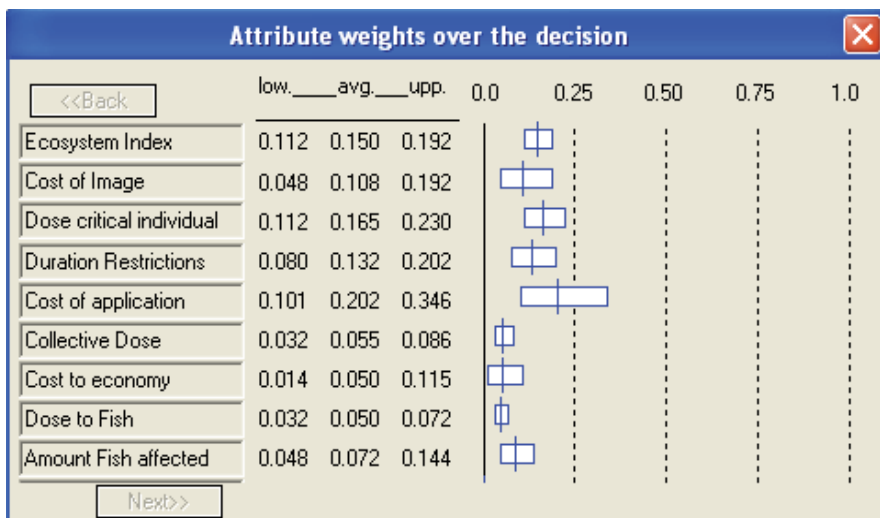 Attribute weights over the decision
<<Back low.____avg.___upp. 0.0 0.25 0.50 0.75 1.0
Ecosystem Index 0.112 0.150 0.192
Cost of Image 0.048 0.108 0.192
Dose critical individual 0.112 0.165 0.230
Duration Restrictions 0.080 0.132 0.202
Cost of application 0.101 0.202 0.346
Collective Dose 0.032 0.055 0.086
Cost to economy 0.014 0.050 0.115
Dose to Fish 0.032 0.050 0.072
Amount Fish affected 0.048 0.072 0.144
Next>>